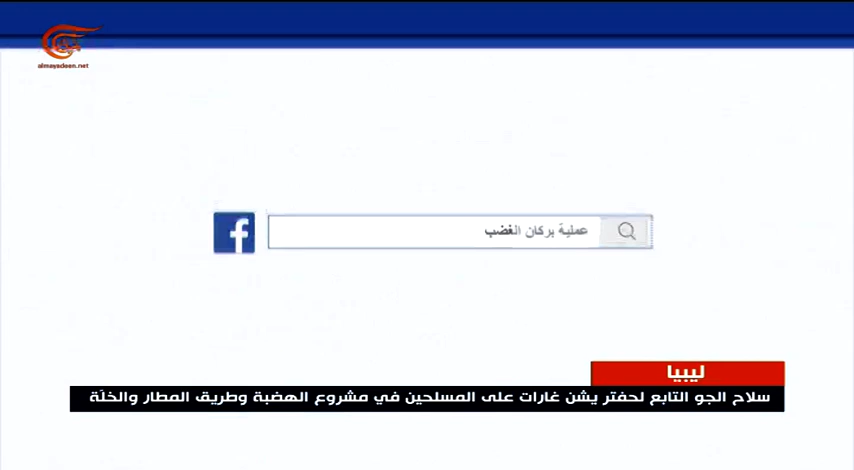 almayadeen.net
عملية بركان الغضب
ليبيا
سلاح الجو التابع لحفتر يشن غارات على المسلحين في مشروع الهضبة وطريق المطار والخلّة